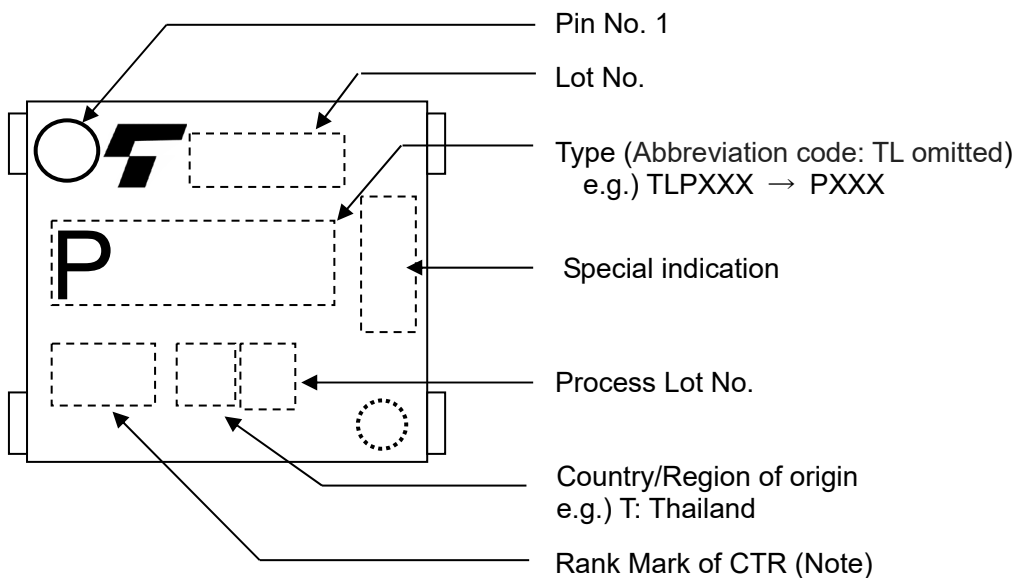 Pin No. 1
Lot No.
Type (Abbreviation code: TL omitted)
e.g.) TLPXXX → PXXX
P
Special indication
Process Lot No.
Country/Region of origin
e.g.) T: Thailand
Rank Mark of CTR (Note)